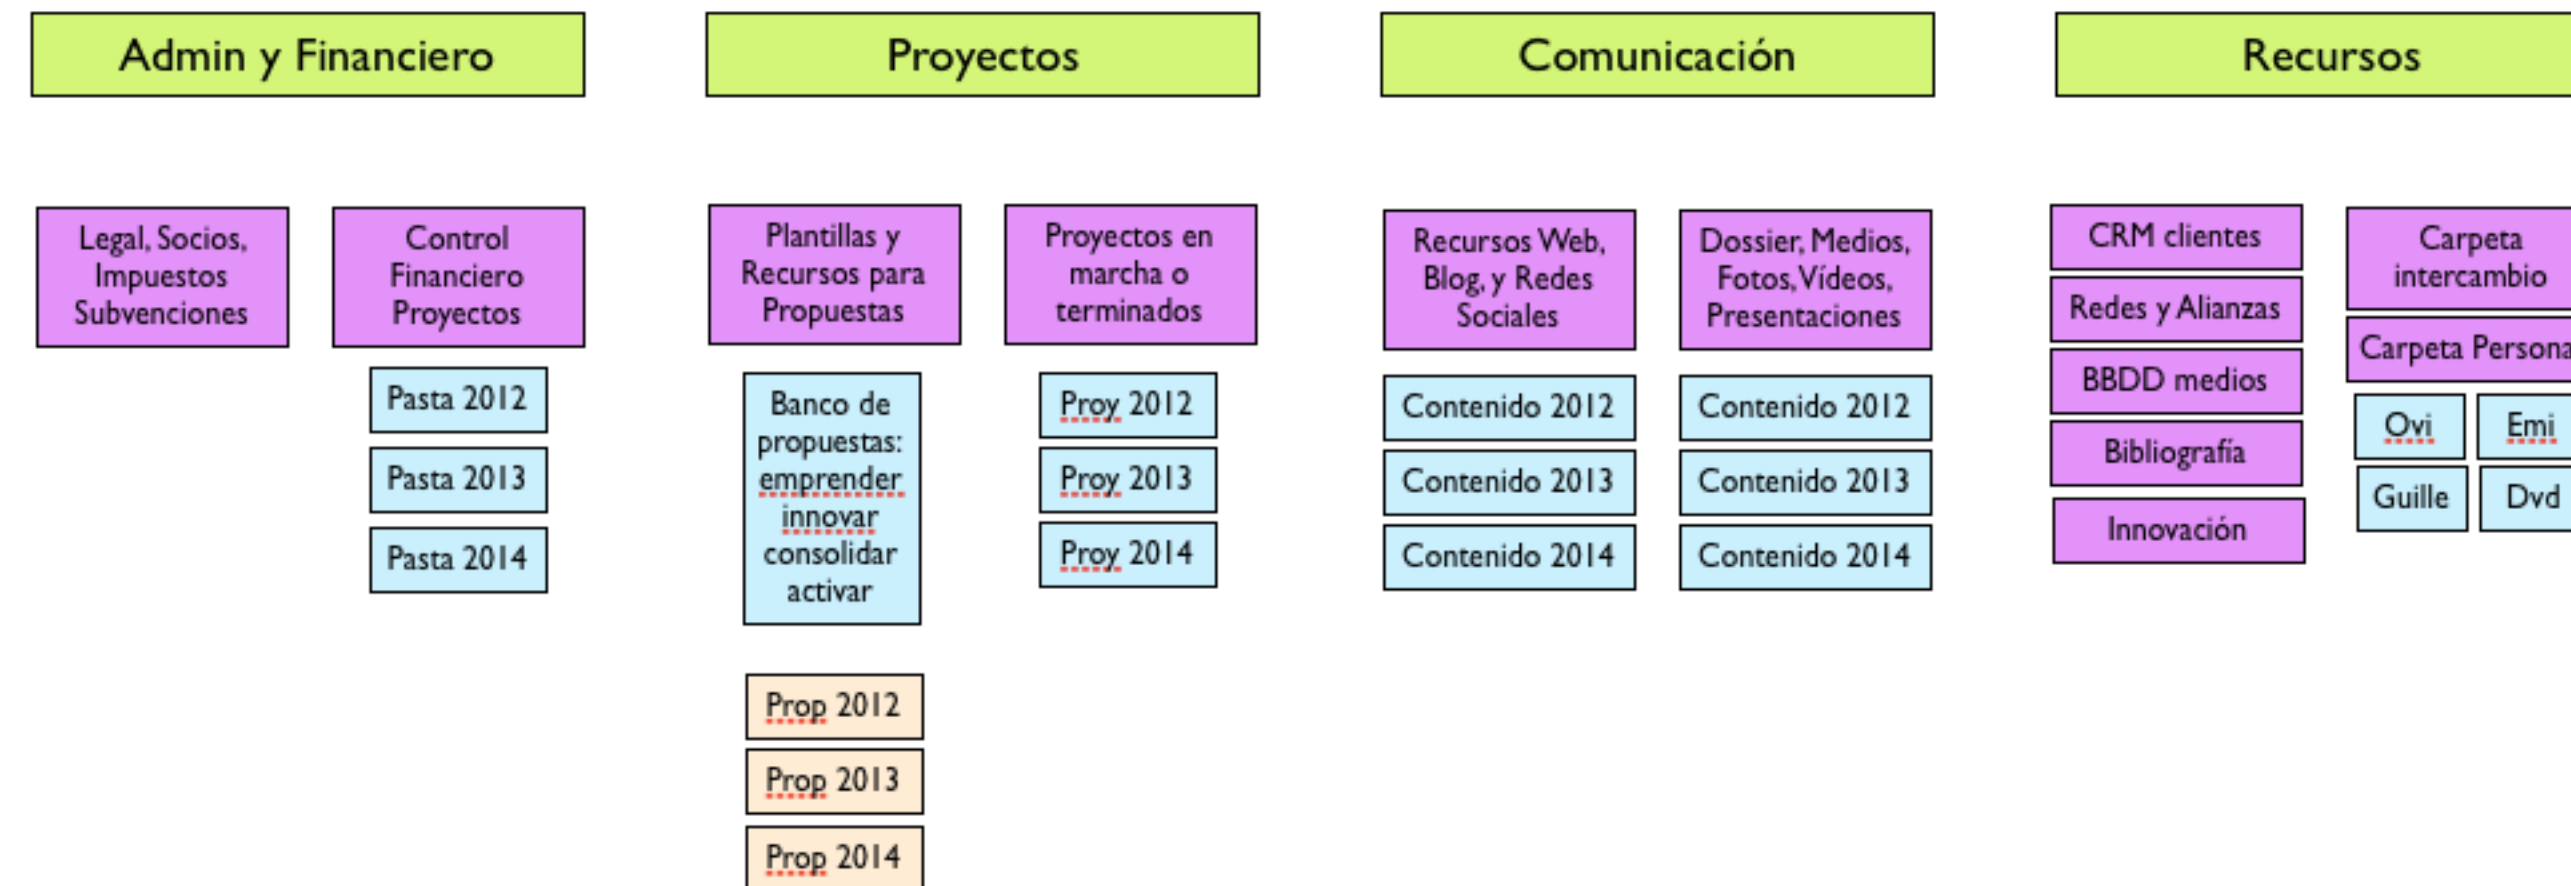 Admin y Financiero
Proyectos
Comunicación
Recursos
Legal, Socios,
Impuestos
Subvenciones
Control
Financiero
Proyectos
Pasta 2012
Pasta 2013
Pasta 2014
Plantillas y
Recursos para
Propuestas
Banco de
propuestas:
emprender
innovar
consolidar
activar
Prop 2012
Prop 2013
Prop 2014
Proyectos en
marcha o
terminados
Proy 2012
Proy 2013
Proy 2014
Recursos Web,
Blog, y Redes
Sociales
Contenido 2012
Contenido 2013
Contenido 2014
Dossier, Medios,
Fotos, Vídeos,
Presentaciones
Contenido 2012
Contenido 2013
Contenido 2014
CRM clientes
Redes y Alianzas
BBDD medios
Bibliografía
Innovación
Carpeta
intercambio
Carpeta Persona
Ovi
Emi
Guille
Dvd